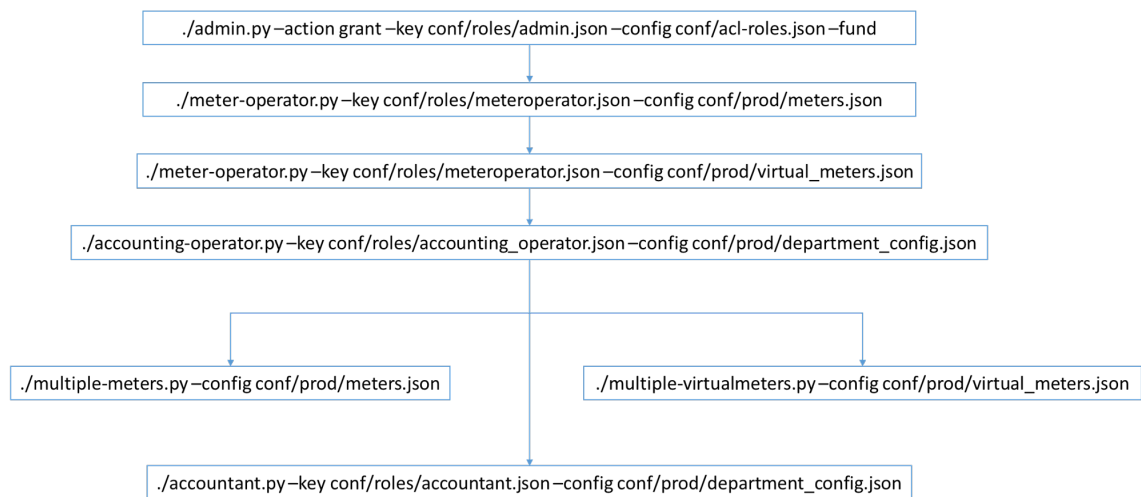 ./admin.py –action grant –key conf/roles/admin.json –config conf/acl-roles.json –fund
./meter-operator.py –key conf/roles/meteroperator.json –config conf/prod/meters.json
./meter-operator.py –key conf/roles/meteroperator.json –config conf/prod/virtual_meters.json
./accounting-operator.py –key conf/roles/accounting_operator.json –config conf/prod/department_config.json
./multiple-meters.py –config conf/prod/meters.json
./multiple-virtualmeters.py –config conf/prod/virtual_meters.json
./accountant.py –key conf/roles/accountant.json –config conf/prod/department_config.json